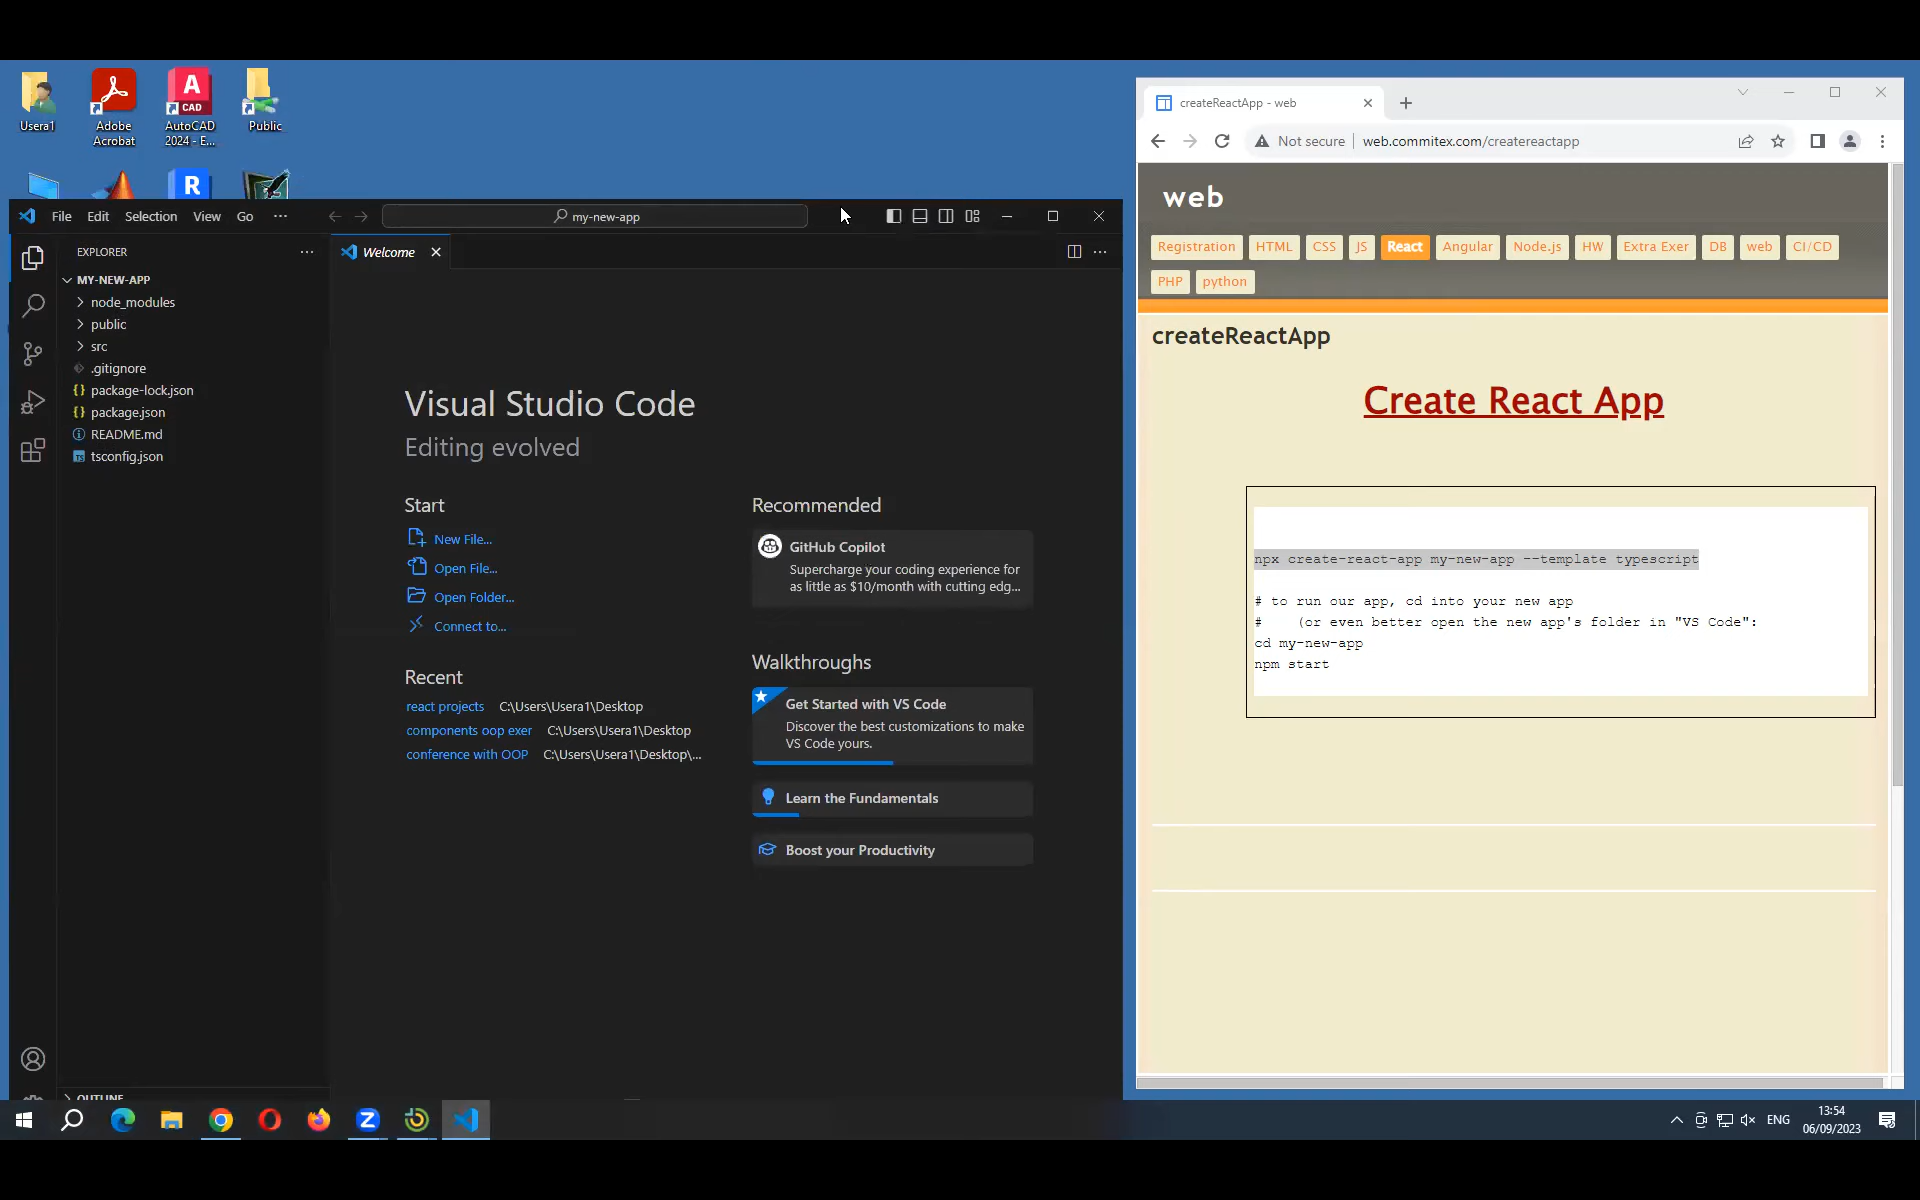 Usera1
Adobe
Acrobat
A
CAD
AutoCAD
2024 - E...
Public
R
File Edit Selection View Go ...
my-new-app
EXPLORER
Welcome
MY-NEW-APP
node_modules
public
src
.gitignore
{} package-lock.json
{} package.json
README.md
TS tsconfig.json
OUTLINE
Visual Studio Code
Editing evolved
Start
New File...
Open File...
Open Folder...
Connect to...
Recent
react projects C:\Users\Usera1\Desktop
components oop exer C:\Users\Usera1\Desktop
conference with OOP C:\Users\Usera1\Desktop\...
Recommended
GitHub Copilot
Supercharge your coding experience for
as little as $10/month with cutting edg...
Walkthroughs
Get Started with VS Code
Discover the best customizations to make
VS Code yours.
Learn the Fundamentals
Boost your Productivity
createReactApp - web
Not secure web.commitex.com/createreactapp
web
Registration HTML CSS JS React Angular Node.js HW Extra Exer DB web CI/CD
PHP python
createReactApp
Create React App
npx create-react-app my-new-app --template typescript
# to run our app, cd into your new app
# (or even better open the new app's folder in "VS Code":
cd my-new-app
npm start
Z
ENG
13:54
06/09/2023